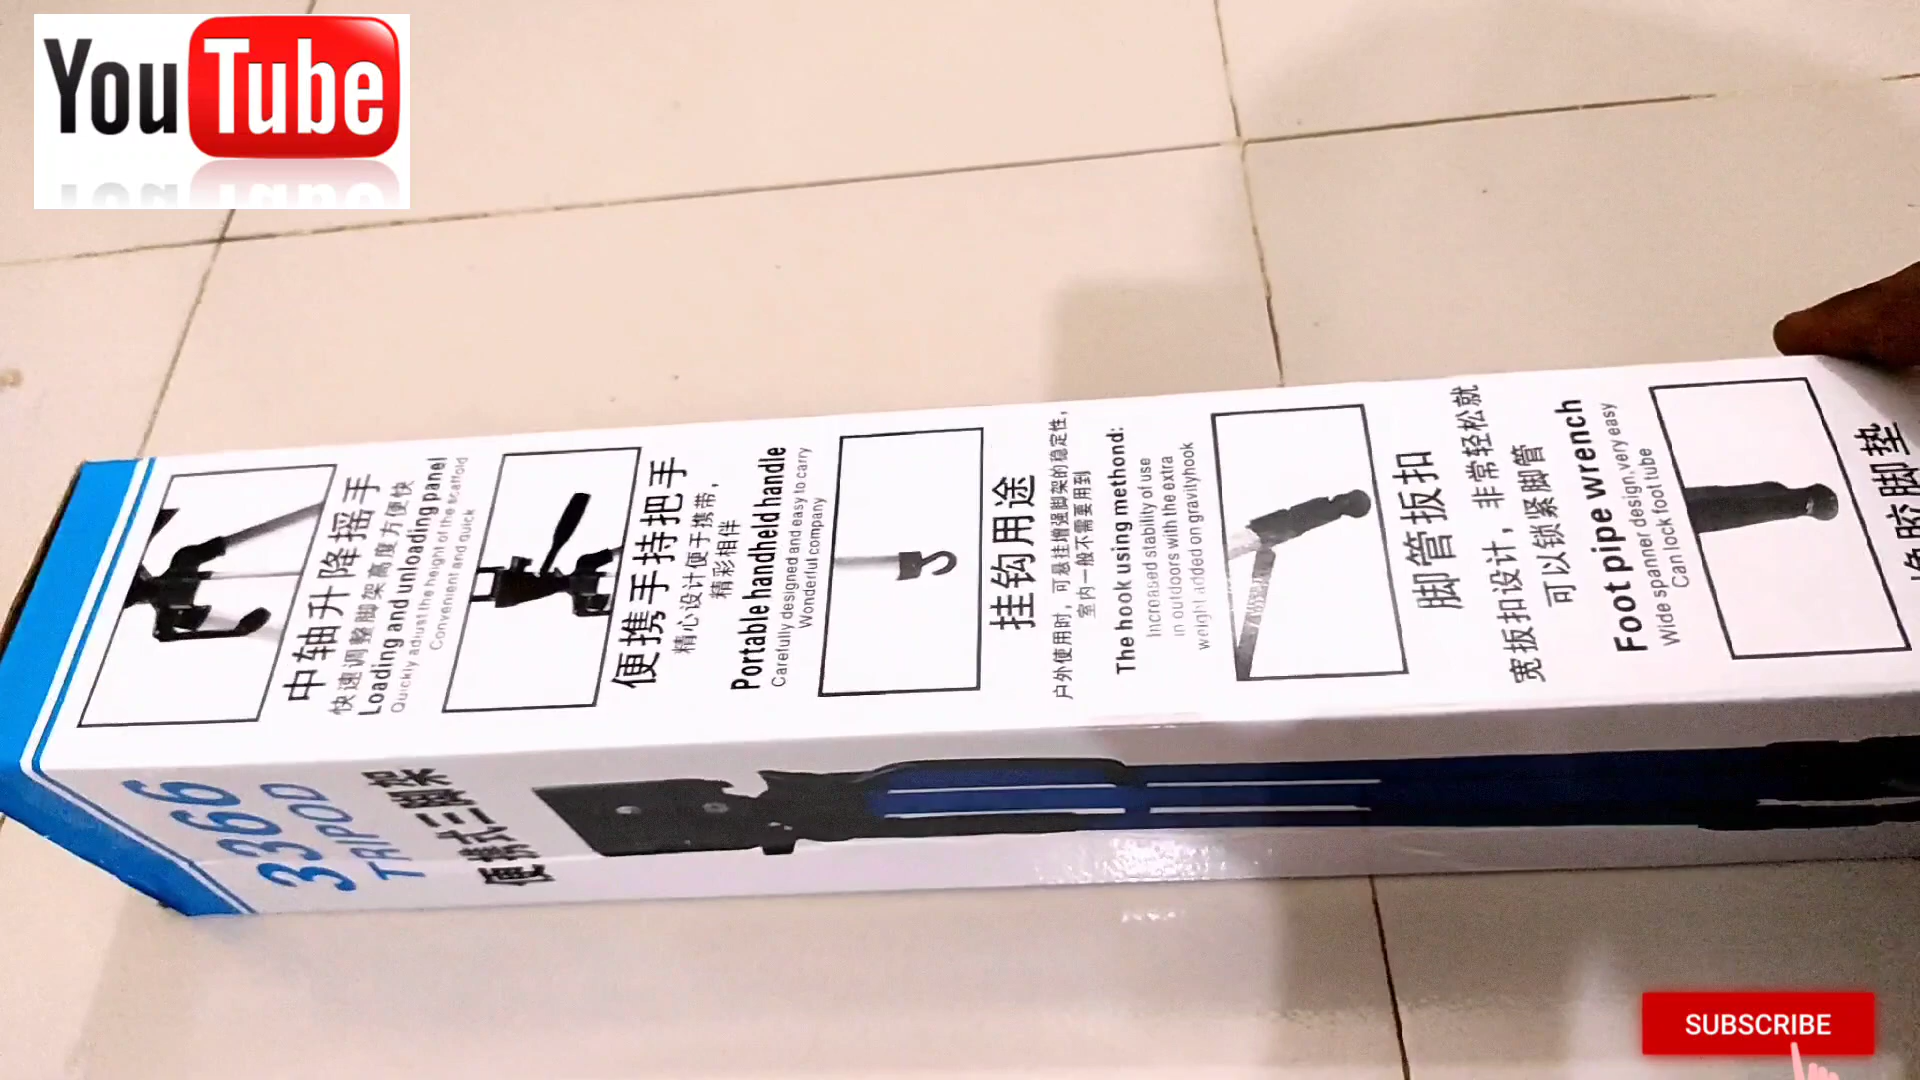 YouTube
中轴升降摇手
快速调整脚架高度方便快
Loading and unloading panel
Quickly adjust the height of the scaffold
Convenient and quick
便携手持把手
精心设计便于携带，
精彩相伴
Portable handheld handle
Carefully designed and easy to carry
Wonderful company
挂钩用途
户外使用时，可悬挂增强脚架的稳定性，
室内一般不需要用到
The hook using methond:
Increased stability of use
in outdoors with the extra
weight added on gravityhook
脚管扳扣
宽扳扣设计，非常轻松就
可以锁紧脚管
Foot pipe wrench
Wide spanner design,very easy
Can lock foot tube
胶脚垫
3366
TRIPOD
便携式三脚架
SUBSCRIBE